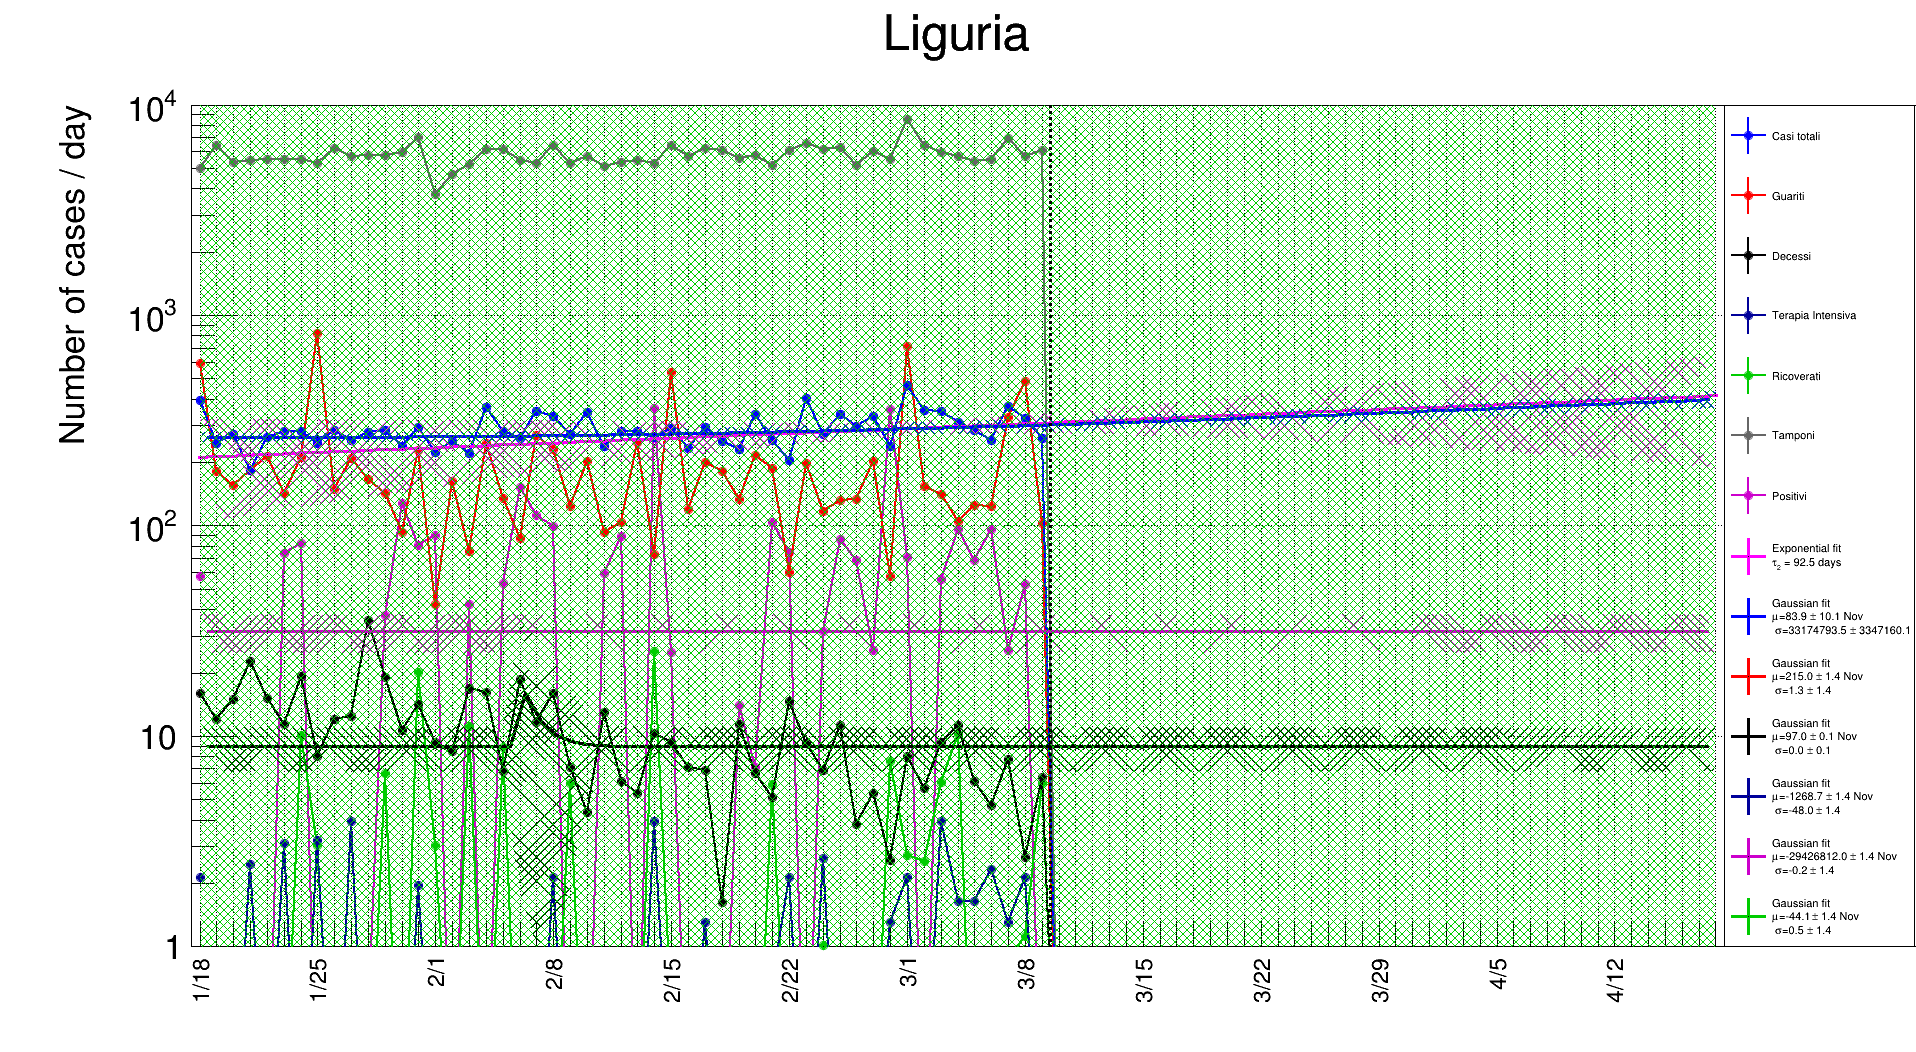 Liguria
Number of cases / day
10^4
10^3
10^2
10
1
1/18
1/25
2/1
2/8
2/15
2/22
3/1
3/8
3/15
3/22
3/29
4/5
4/12
Casi totali
Guariti
Decessi
Terapia Intensiva
Ricoverati
Tamponi
Positivi
Exponential fit
τ₂ = 92.5 days
Gaussian fit
μ=83.9 ± 10.1 Nov
σ=33174793.5 ± 3347160.1
Gaussian fit
μ=215.0 ± 1.4 Nov
σ=1.3 ± 1.4
Gaussian fit
μ=97.0 ± 0.1 Nov
σ=0.0 ± 0.1
Gaussian fit
μ=-1268.7 ± 1.4 Nov
σ=-48.0 ± 1.4
Gaussian fit
μ=-29426812.0 ± 1.4 Nov
σ=-0.2 ± 1.4
Gaussian fit
μ=-44.1 ± 1.4 Nov
σ=0.5 ± 1.4